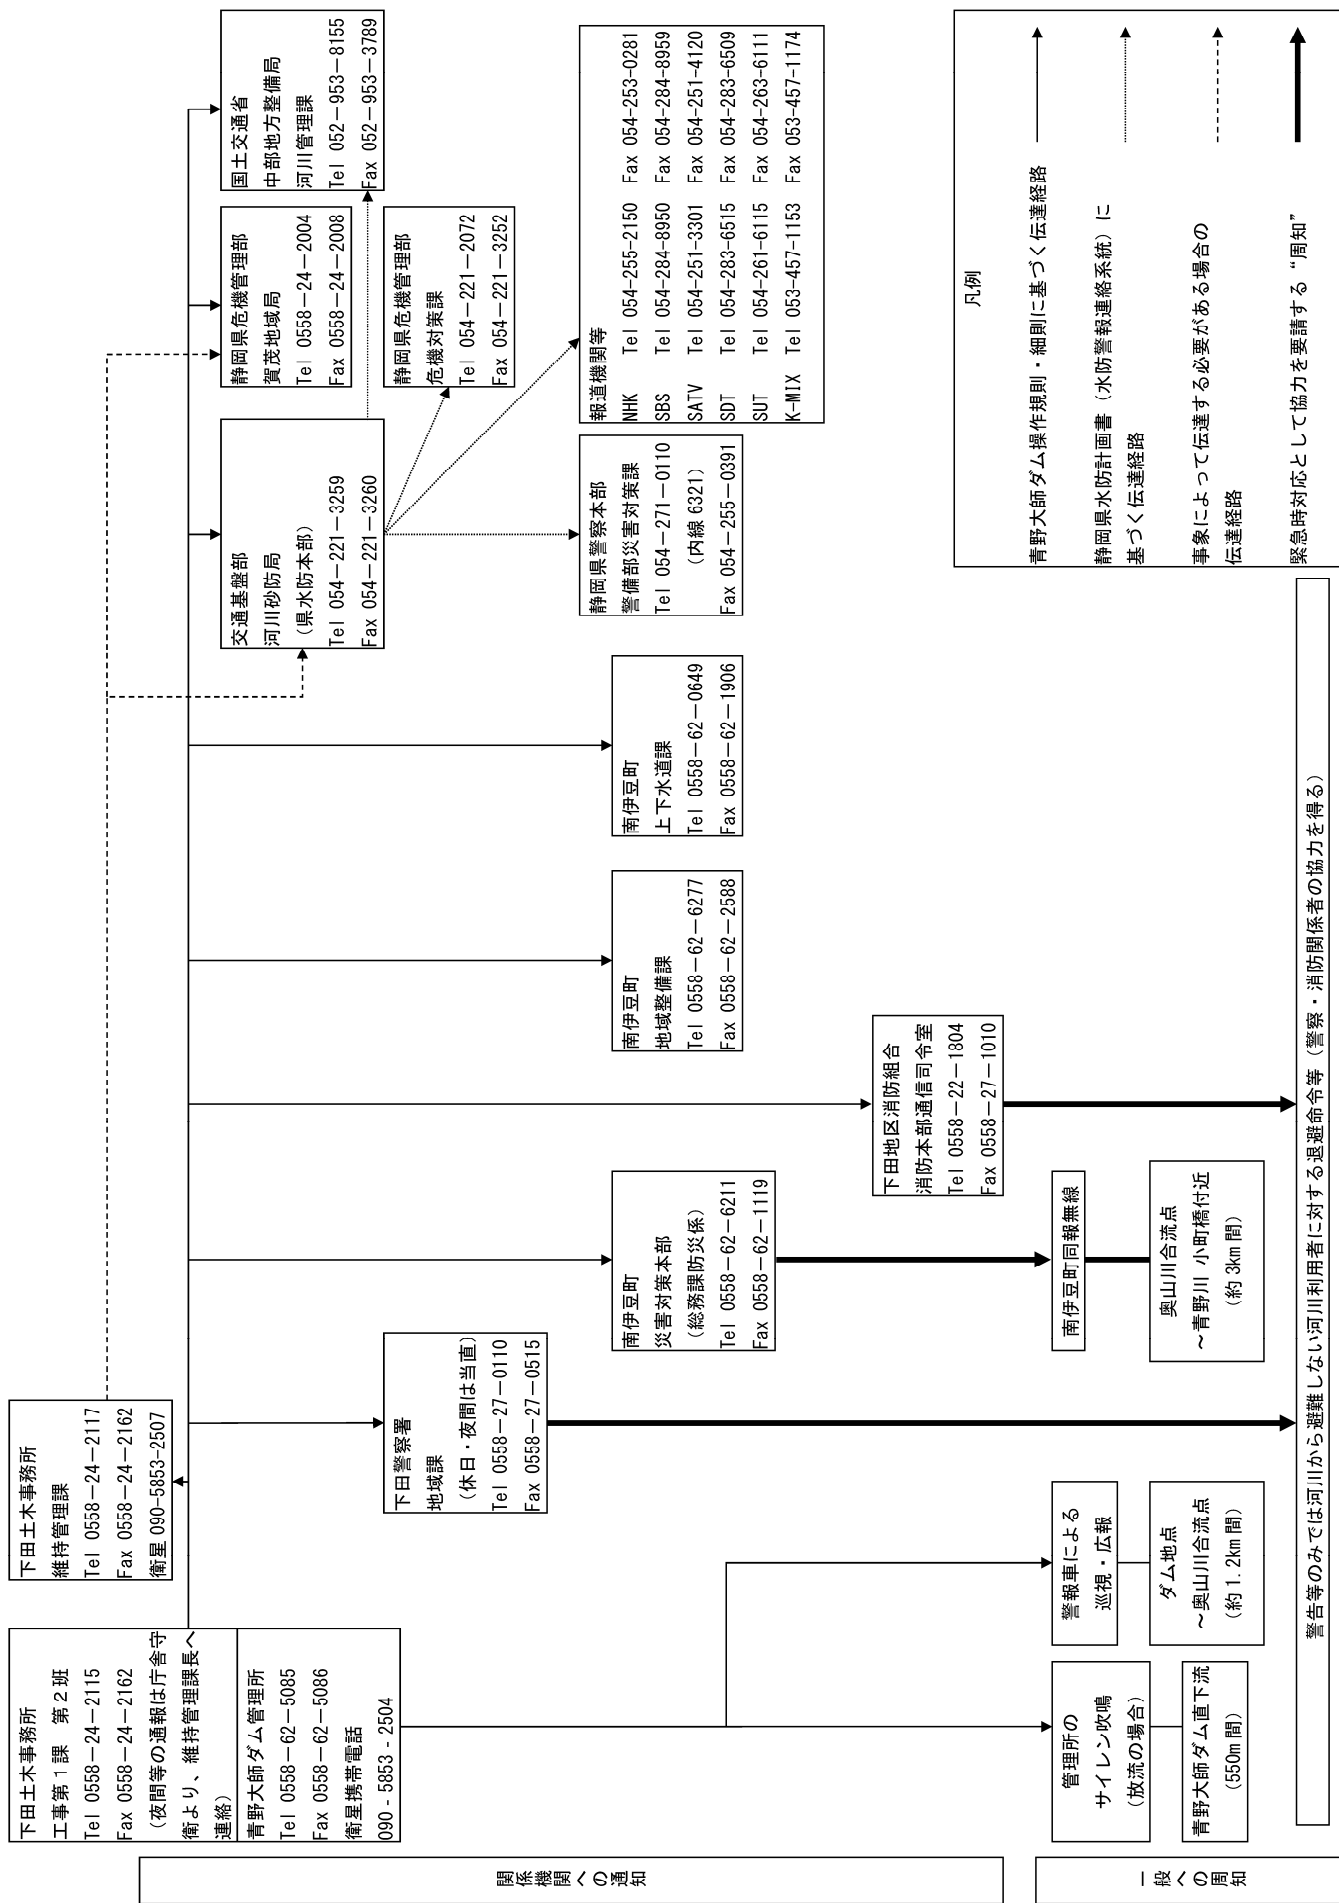 下田土木事務所
工事第1課 第2班
Tel 0558-24-2115
Fax 0558-24-2162
(夜間等の通報は庁舎守
衛より、維持管理課長へ
連絡)
青野大師ダム管理所
Tel 0558-62-5085
Fax 0558-62-5086
衛星携帯電話
090-5853-2504
下田土木事務所
維持管理課
Tel 0558-24-2117
Fax 0558-24-2162
衛星 090-5853-2507
下田警察署
地域課
(休日・夜間は当直)
Tel 0558-27-0110
Fax 0558-27-0515
南伊豆町
災害対策本部
(総務課防災係)
Tel 0558-62-6211
Fax 0558-62-1119
下田地区消防組合
消防本部通信司令室
Tel 0558-22-1804
Fax 0558-27-1010
南伊豆町
地域整備課
Tel 0558-62-6277
Fax 0558-62-2588
南伊豆町
上下水道課
Tel 0558-62-0649
Fax 0558-62-1906
交通基盤部
河川砂防局
(県水防本部)
Tel 054-221-3259
Fax 054-221-3260
静岡県危機管理部
賀茂地域局
Tel 0558-24-2004
Fax 0558-24-2008
国土交通省
中部地方整備局
河川管理課
Tel 052-953-8155
Fax 052-953-3789
静岡県危機管理部
危機対策課
Tel 054-221-2072
Fax 054-221-3252
静岡県警察本部
警備部災害対策課
Tel 054-271-0110
(内線 6321)
Fax 054-255-0391
報道機関等
NHK Tel 054-255-2150 Fax 054-253-0281
SBS Tel 054-284-8950 Fax 054-284-8959
SATV Tel 054-251-3301 Fax 054-251-4120
SDT Tel 054-283-6515 Fax 054-283-6509
SUT Tel 054-261-6115 Fax 054-263-6111
K-MIX Tel 053-457-1153 Fax 053-457-1174
管理所の
サイレン吹鳴
(放流の場合)
青野大師ダム直下流
(550m間)
警報車による
巡視・広報
ダム地点
~奥山川合流点
(約1.2km間)
南伊豆町同報無線
奥山川合流点
~青野川 小町橋付近
(約3km間)
警告等のみでは河川から避難しない河川利用者に対する退避命令等(警察・消防関係者の協力を得る)
凡例
青野大師ダム操作規則・細則に基づく伝達経路
静岡県水防計画書(水防警報連絡系統)に
基づく伝達経路
事象によって伝達する必要がある場合の
伝達経路
緊急時対応として協力を要請する“周知”
関係機関への通知
一般への周知